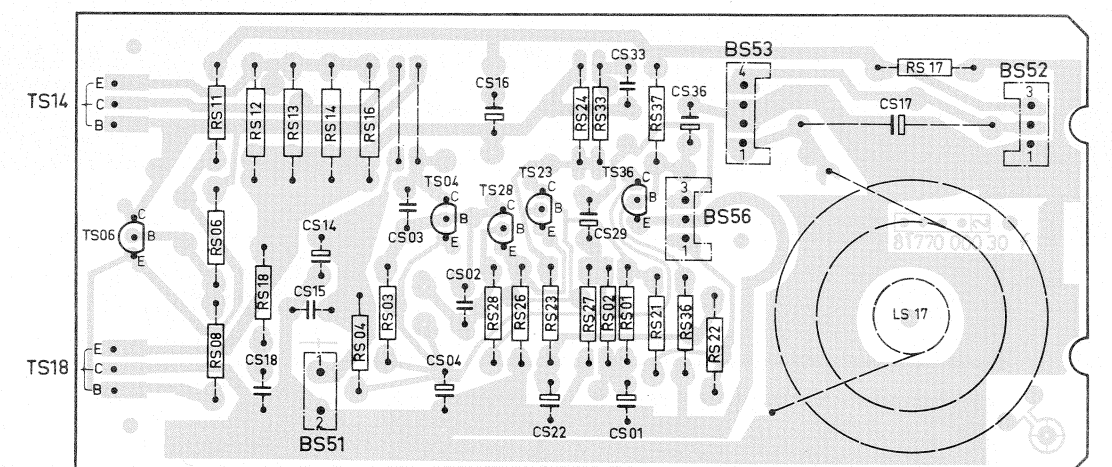 BS53
CS33
RS 17
BS52
E
4
3
TS14
C
RS11
RS12
RS13
RS14
RS16
CS16
RS24
RS33
RS37
CS36
CS17
B
1
1
TS04
C
TS28
C
TS23
C
TS36
C
3
C
TS06
B
RS06
CS14
CS03
B
B
B
B
CS29
BS56
E
E
E
E
E
1
81770 000 30
CS15
RS18
CS02
RS03
RS28
RS26
RS23
RS27
RS02
RS01
RS21
RS36
RS22
LS 17
E
RS08
RS04
TS18
C
CS18
1
CS04
B
2
CS22
CS01
BS51